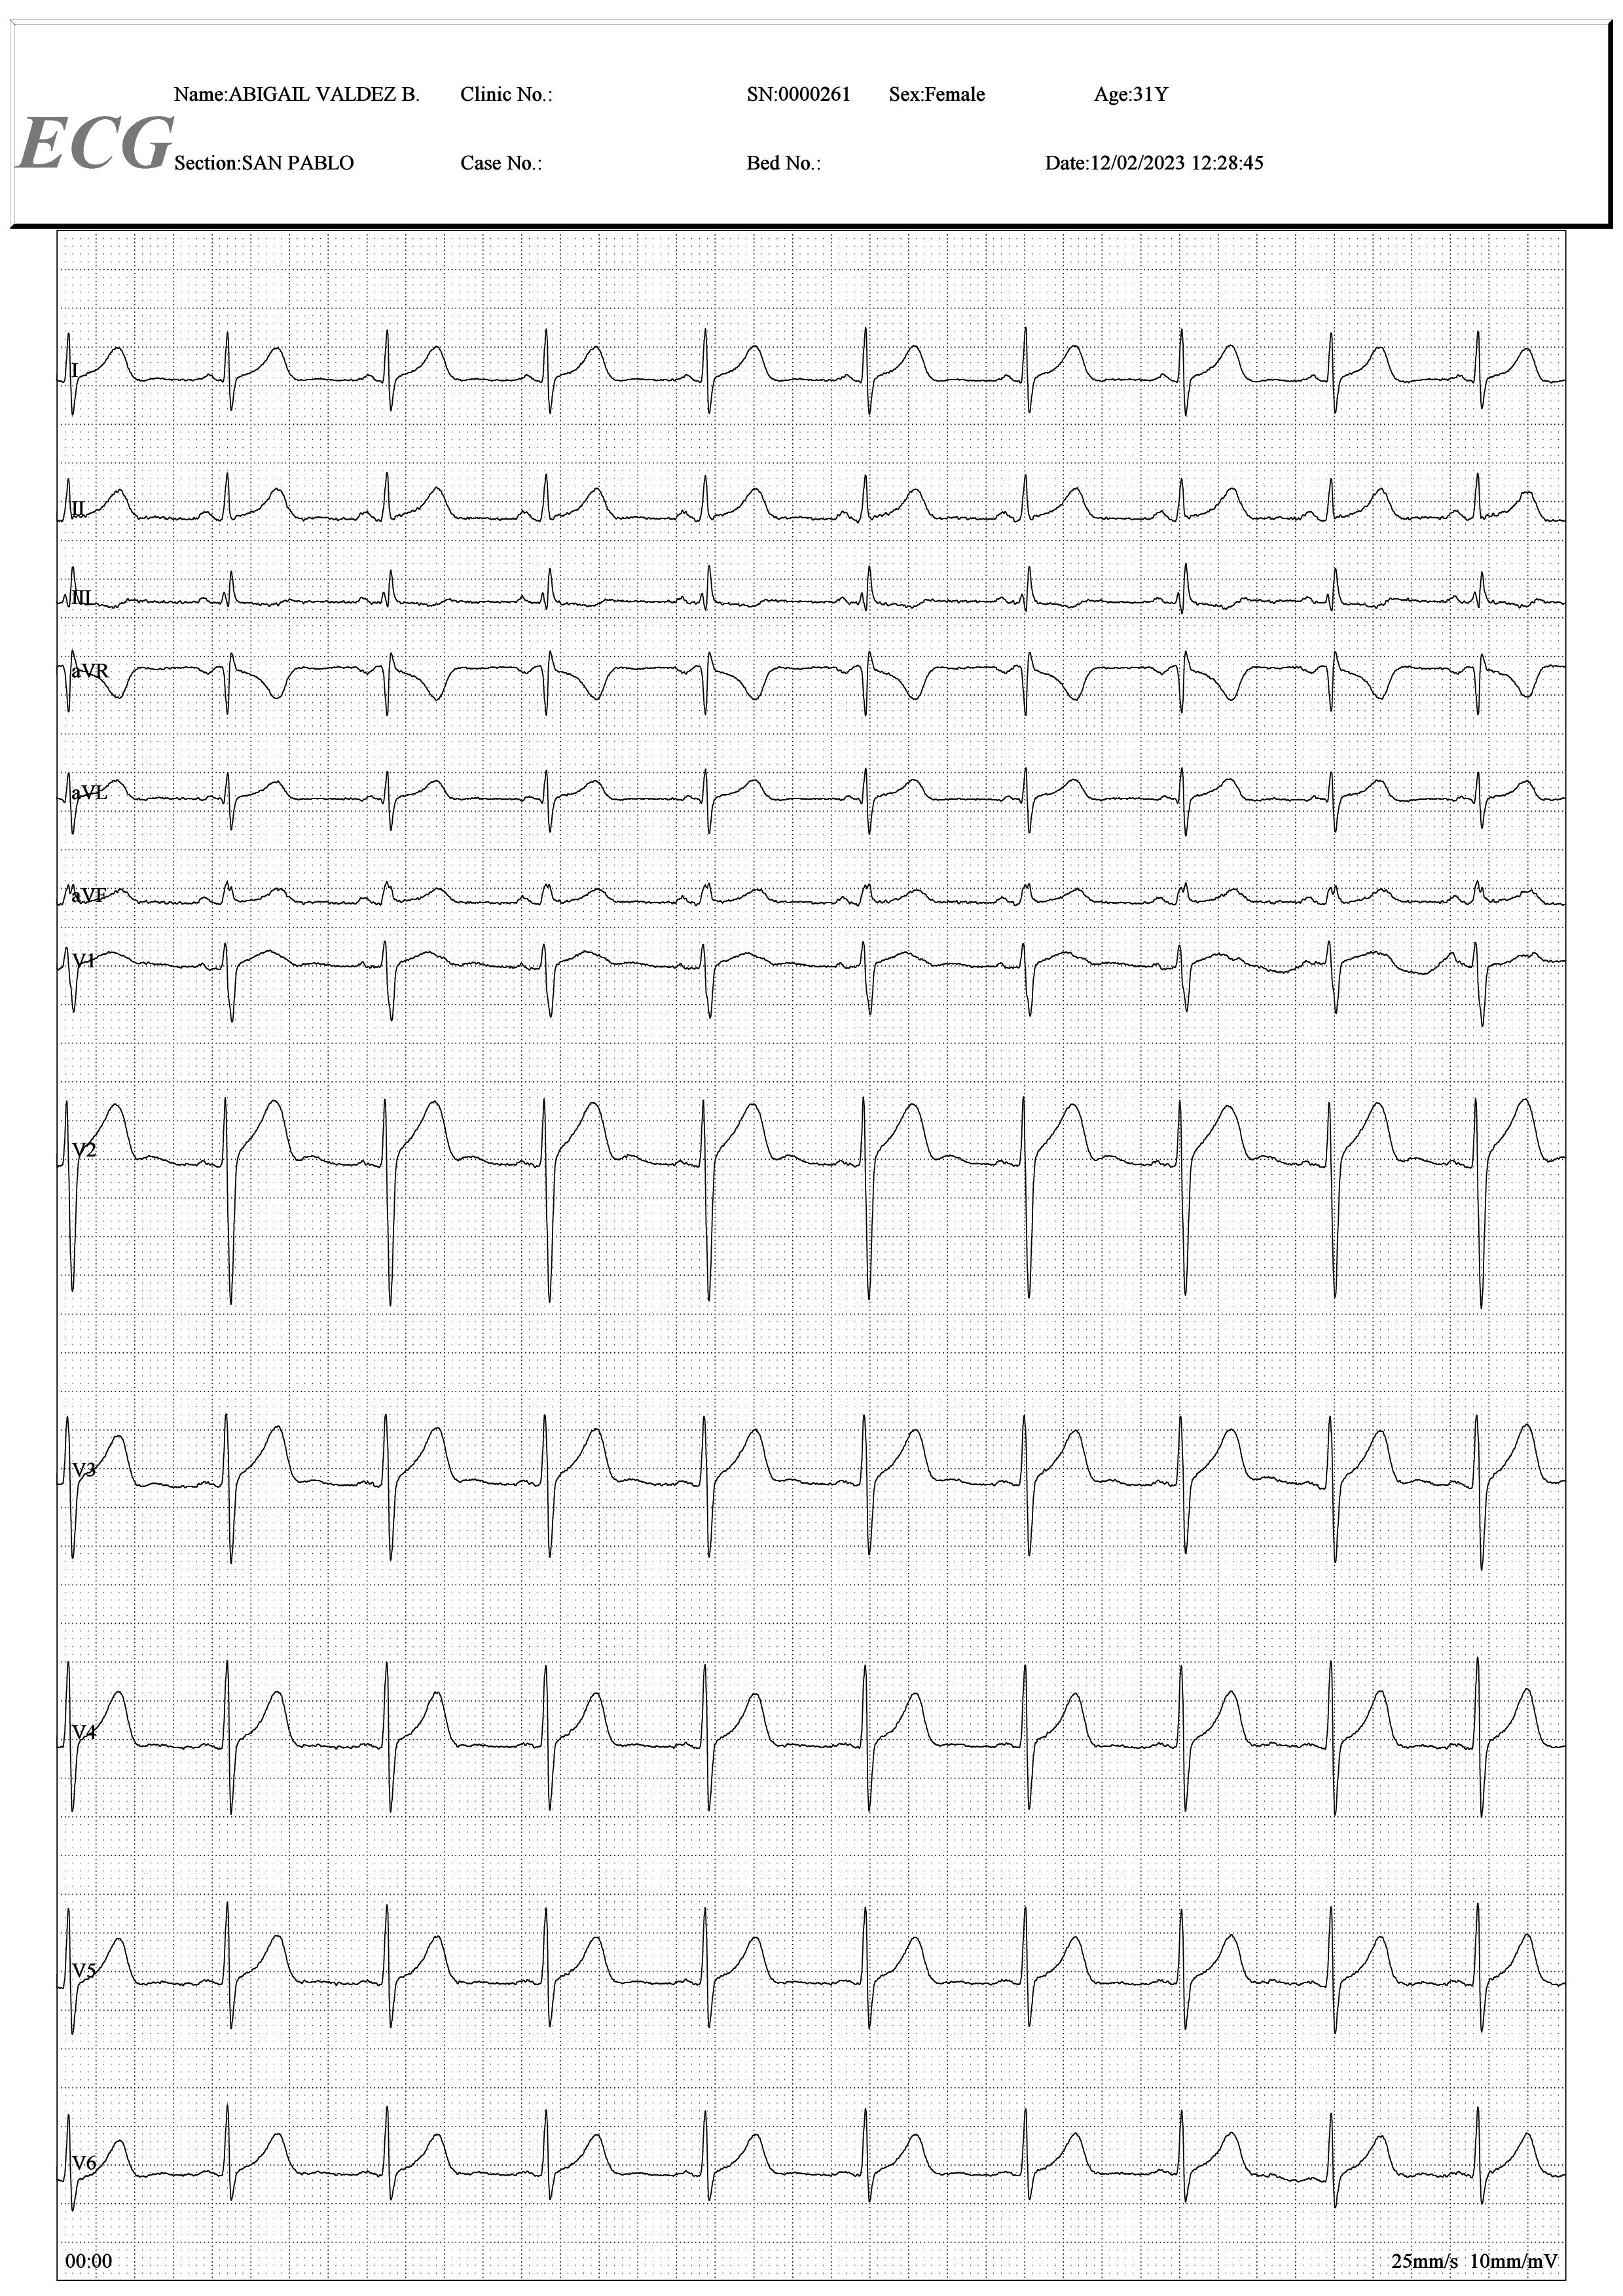 Name:ABIGAIL VALDEZ B. Clinic No.: SN:0000261 Sex:Female Age:31Y
ECG
Section:SAN PABLO Case No.: Bed No.: Date:12/02/2023 12:28:45
I
II
III
aVR
aVL
aVF
V1
V2
V3
V4
V5
V6
00:00 25mm/s 10mm/mV